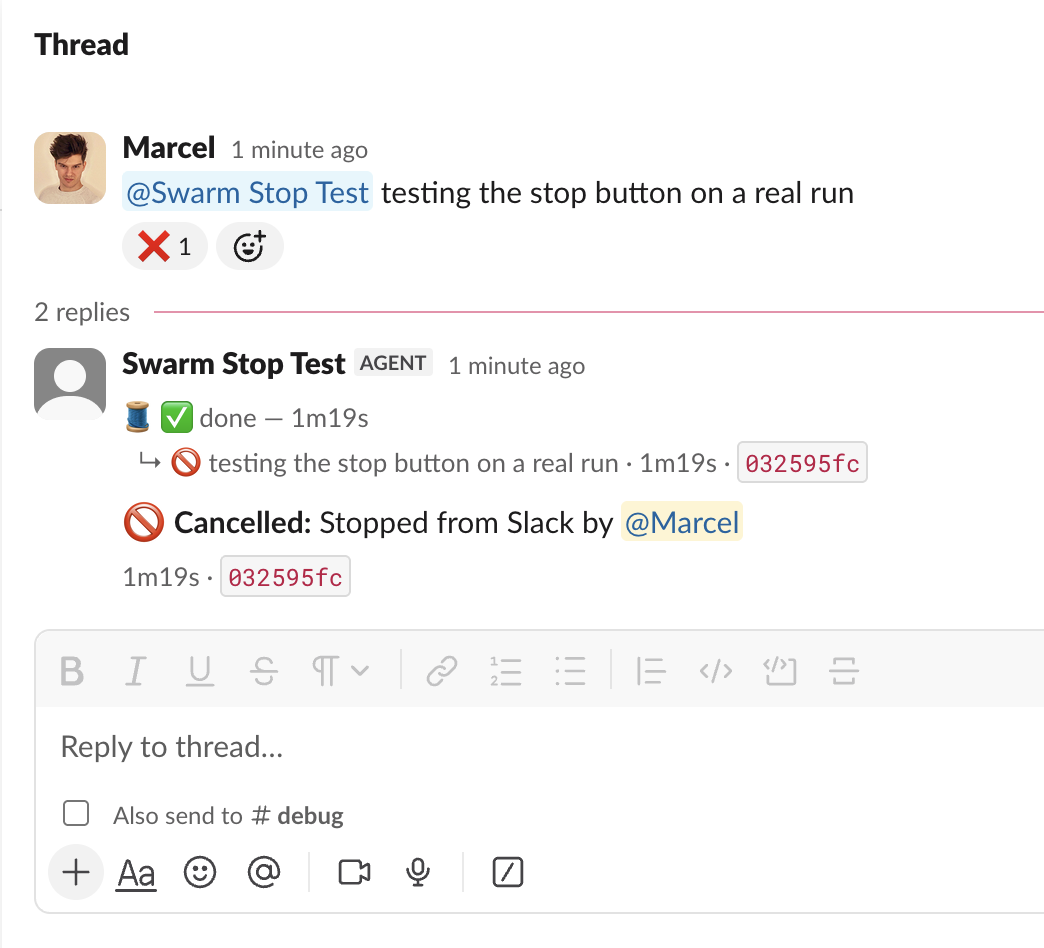 Thread
Marcel 1 minute ago
@Swarm Stop Test testing the stop button on a real run
1
2 replies
Swarm Stop Test AGENT 1 minute ago
done — 1m19s
↳ testing the stop button on a real run · 1m19s · 032595fc
Cancelled: Stopped from Slack by @Marcel
1m19s · 032595fc
Reply to thread...
Also send to # debug
Aa